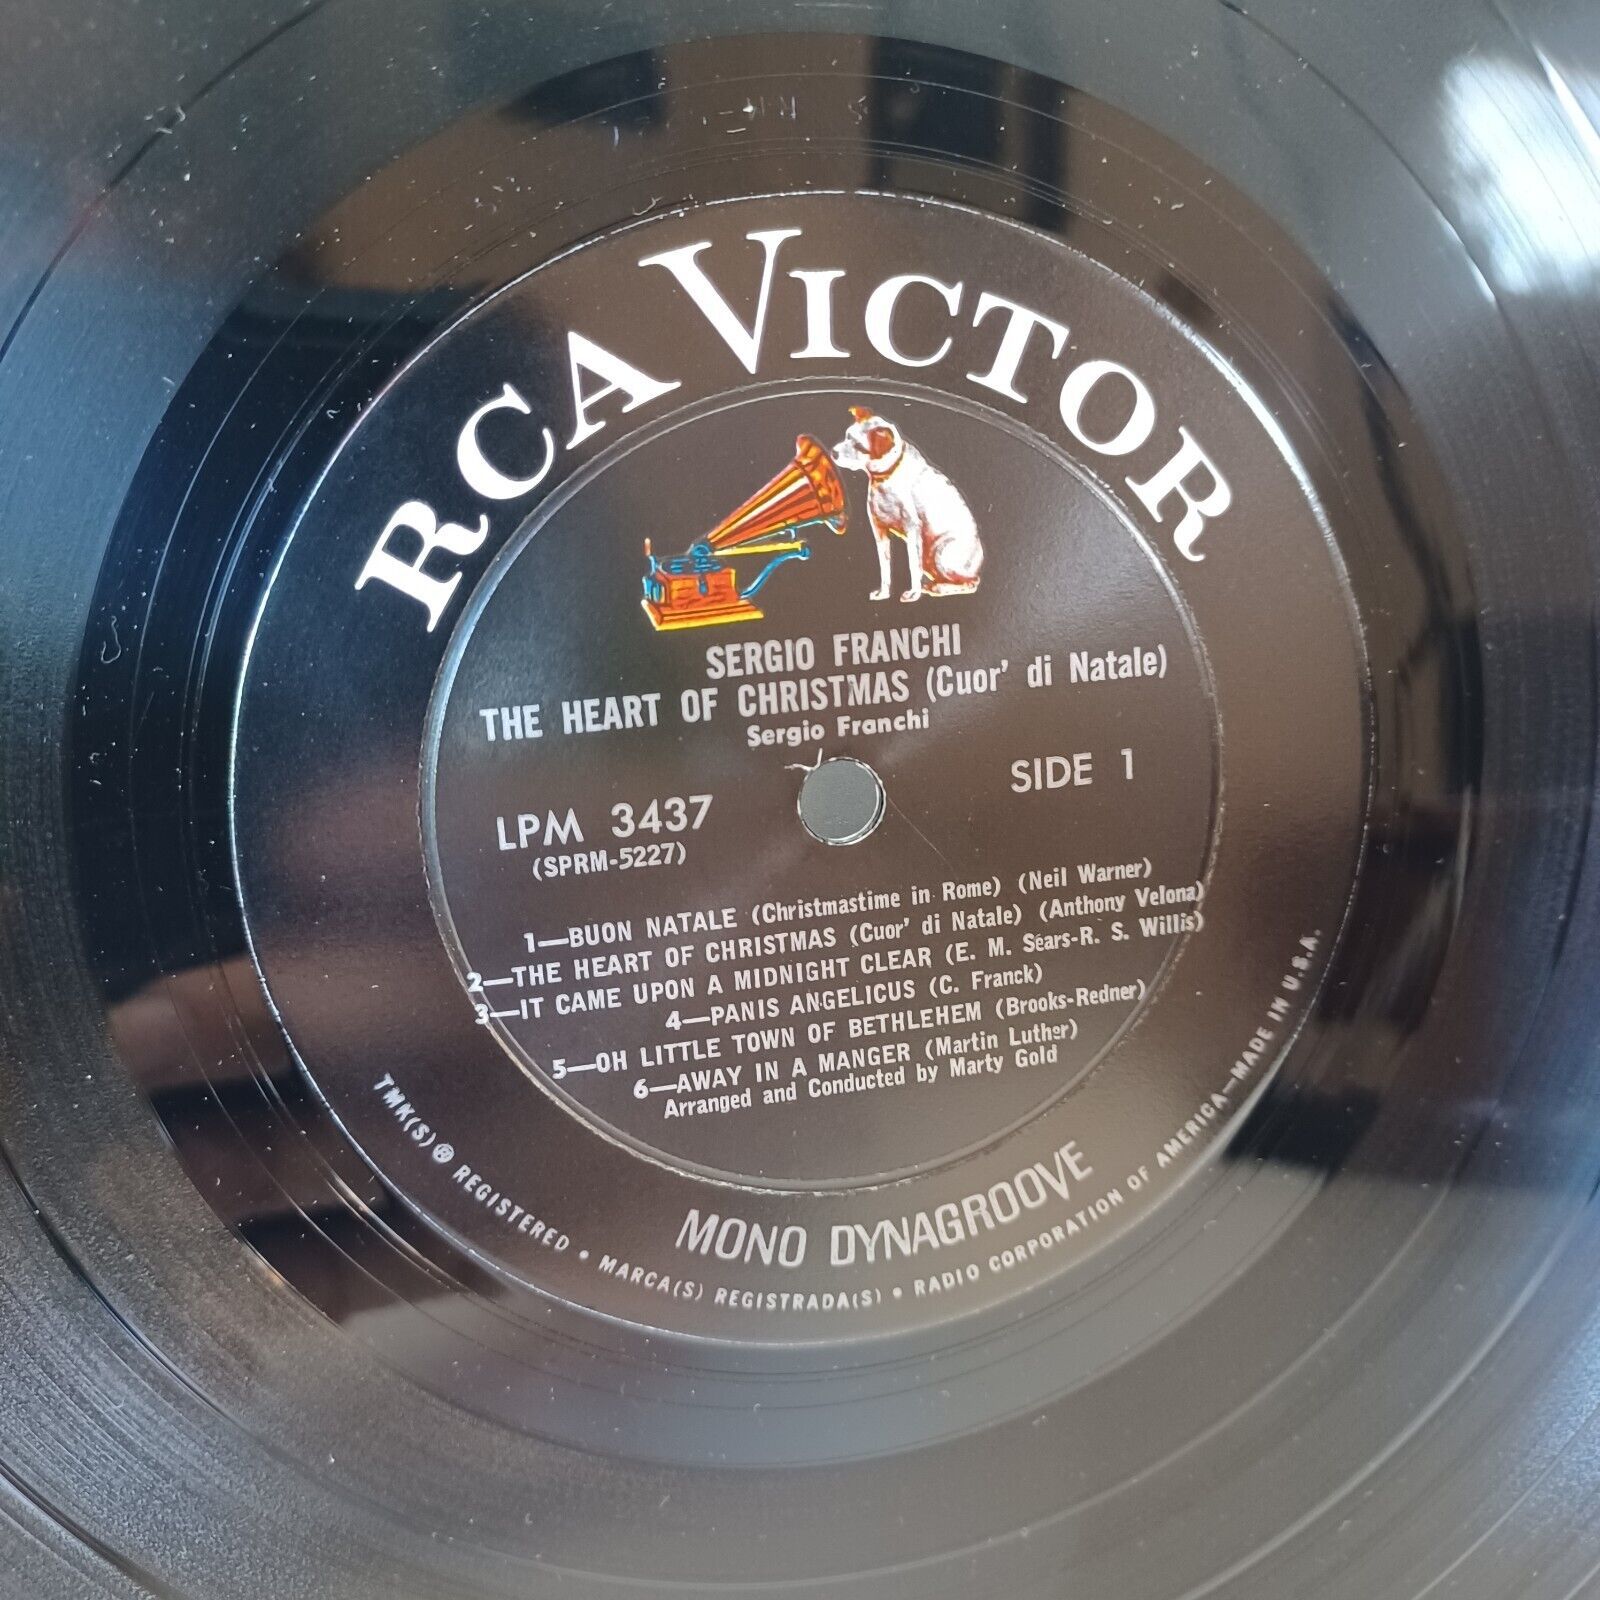 RCA VICTOR
SERGIO FRANCHI
THE HEART OF CHRISTMAS (Cuor' di Natale)
Sergio Franchi
SIDE 1
LPM 3437
(SPRM-5227)
1—BUON NATALE (Christmastime in Rome) (Neil Warner)
2—THE HEART OF CHRISTMAS (Cuor' di Natale) (Anthony Velona)
3—IT CAME UPON A MIDNIGHT CLEAR (E. M. Sears-R. S. Willis)
4—PANIS ANGELICUS (C. Franck)
5—OH LITTLE TOWN OF BETHLEHEM (Brooks-Redner)
6—AWAY IN A MANGER (Martin Luther)
Arranged and Conducted by Marty Gold
MONO DYNAGROOVE
TMK(S) ® REGISTERED • MARCA(S) REGISTRADA(S) • RADIO CORPORATION OF AMERICA—MADE IN U.S.A.